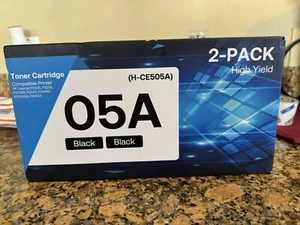 2-PACK
High Yield
Toner Cartridge
(H-CE505A)
Compatible Printer
05A
Black Black